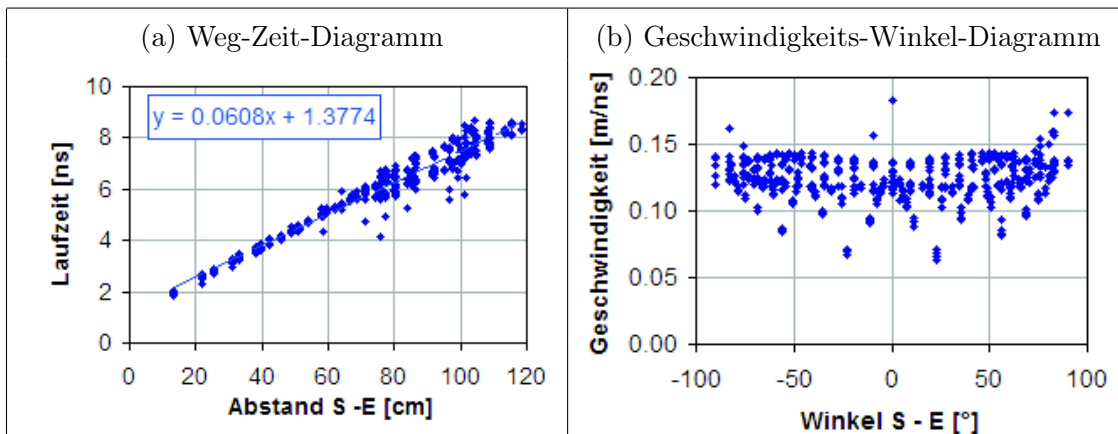 (a) Weg-Zeit-Diagramm
10
8
6
4
2
0
y = 0.0608x + 1.3774
Laufzeit [ns]
0 20 40 60 80 100 120
Abstand S -E [cm]
(b) Geschwindigkeits-Winkel-Diagramm
0.20
0.15
0.10
0.05
0.00
Geschwindigkeit [m/ns]
-100 -50 0 50 100
Winkel S - E [°]